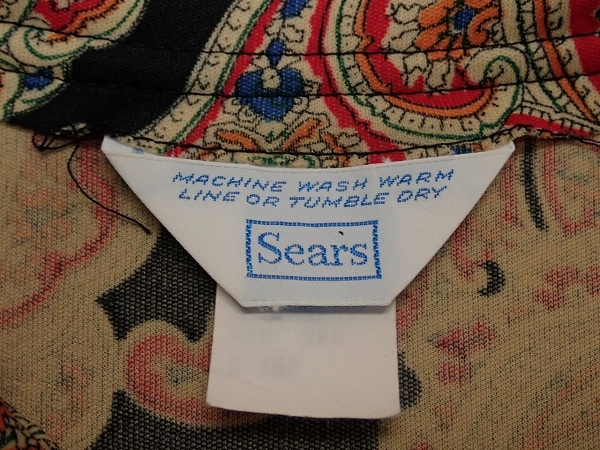 MACHINE WASH WARM
LINE OR TUMBLE DRY
Sears